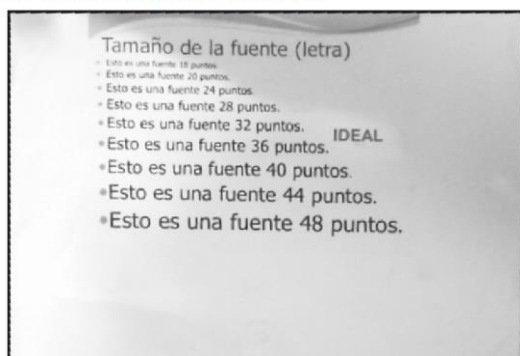 Tamaño de la fuente (letra)
• Esto es una fuente 18 puntos.
• Esto es una fuente 20 puntos.
• Esto es una fuente 24 puntos.
• Esto es una fuente 28 puntos.
• Esto es una fuente 32 puntos.
IDEAL
• Esto es una fuente 36 puntos.
• Esto es una fuente 40 puntos.
• Esto es una fuente 44 puntos.
• Esto es una fuente 48 puntos.